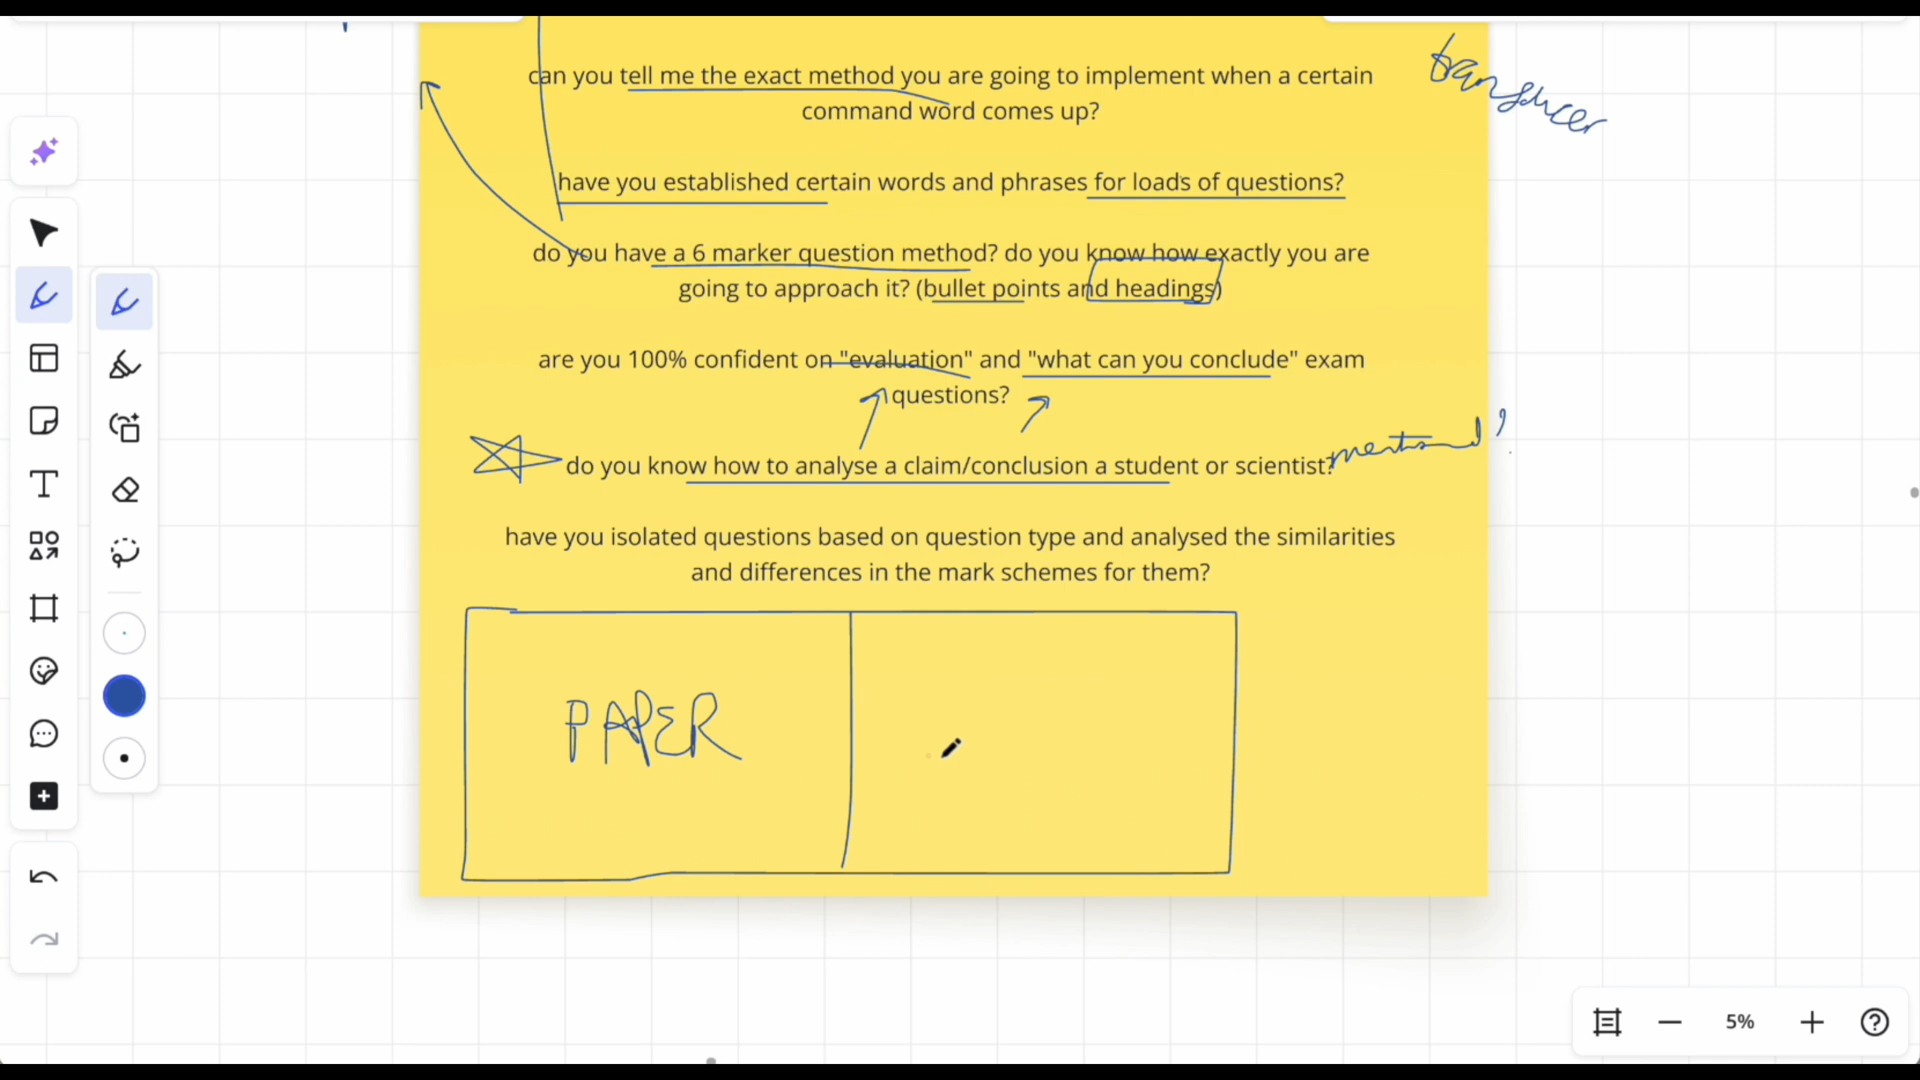 can you tell me the exact method you are going to implement when a certain
command word comes up?
transducer
have you established certain words and phrases for loads of questions?
do you have a 6 marker question method? do you know how exactly you are
going to approach it? (bullet points and headings)
are you 100% confident on "evaluation" and "what can you conclude" exam
questions?
do you know how to analyse a claim/conclusion a student or scientist?
have you isolated questions based on question type and analysed the similarities
and differences in the mark schemes for them?
PAPER
5%